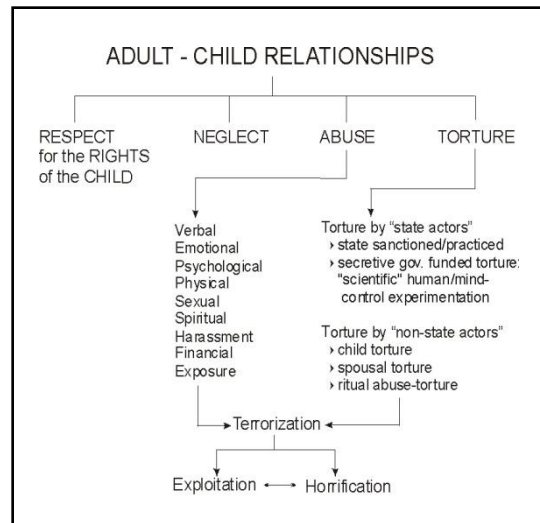 ADULT - CHILD RELATIONSHIPS
RESPECT
for the RIGHTS
of the CHILD
NEGLECT
ABUSE
TORTURE
Verbal
Emotional
Psychological
Physical
Sexual
Spiritual
Harassment
Financial
Exposure
Torture by "state actors"
› state sanctioned/practiced
› secretive gov. funded torture:
"scientific" human/mind-
control experimentation
Torture by "non-state actors"
› child torture
› spousal torture
› ritual abuse-torture
Terrorization
Exploitation
Horrification